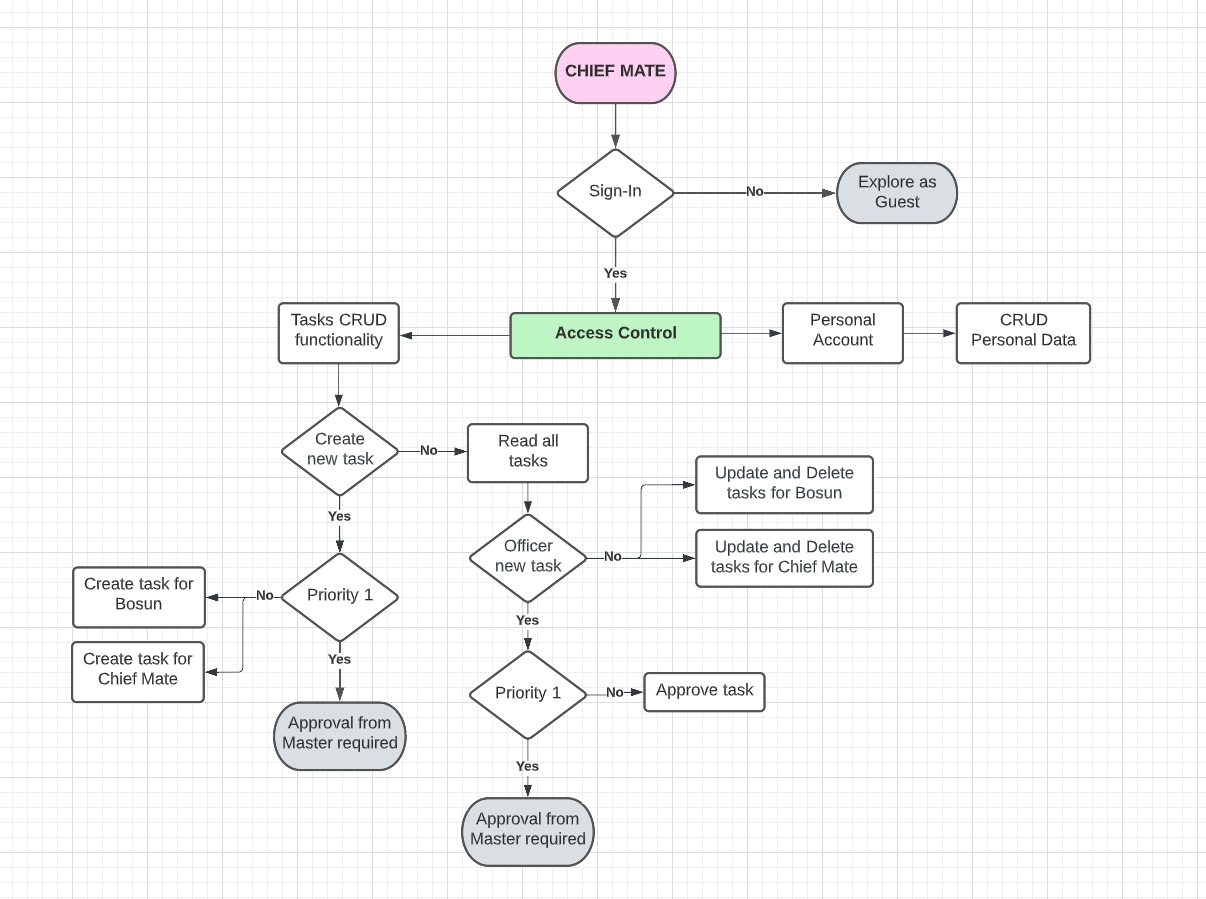 CHIEF MATE
Sign-In
No
Explore as
Guest
Yes
Tasks CRUD
functionality
Access Control
Personal
Account
CRUD
Personal Data
Create
new task
No
Read all
tasks
Update and Delete
tasks for Bosun
Yes
Officer
new task
No
Update and Delete
tasks for Chief Mate
Create task for
Bosun
No
Priority 1
Yes
Create task for
Chief Mate
Yes
Priority 1
No
Approve task
Approval from
Master required
Yes
Approval from
Master required